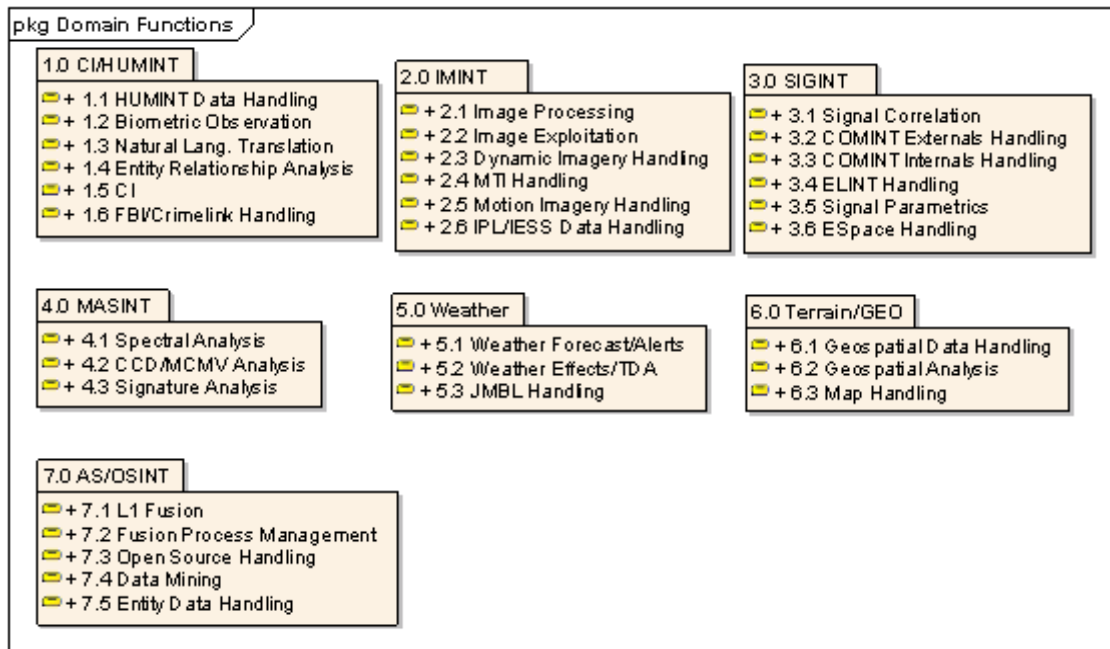 pkg Domain Functions
1.0 CI/HUMINT
+ 1.1 HUMINT Data Handling
+ 1.2 Biometric Observation
+ 1.3 Natural Lang. Translation
+ 1.4 Entity Relationship Analysis
+ 1.5 CI
+ 1.6 FBI/Crimelink Handling
2.0 IMINT
+ 2.1 Image Processing
+ 2.2 Image Exploitation
+ 2.3 Dynamic Imagery Handling
+ 2.4 MTI Handling
+ 2.5 Motion Imagery Handling
+ 2.6 IPL/IESS Data Handling
3.0 SIGINT
+ 3.1 Signal Correlation
+ 3.2 COMINT Externals Handling
+ 3.3 COMINT Internals Handling
+ 3.4 ELINT Handling
+ 3.5 Signal Parametrics
+ 3.6 ESpace Handling
4.0 MASINT
+ 4.1 Spectral Analysis
+ 4.2 CCD/MCMV Analysis
+ 4.3 Signature Analysis
5.0 Weather
+ 5.1 Weather Forecast/Alerts
+ 5.2 Weather Effects/TDA
+ 5.3 JMBL Handling
6.0 Terrain/GEO
+ 6.1 Geospatial Data Handling
+ 6.2 Geospatial Analysis
+ 6.3 Map Handling
7.0 AS/OSINT
+ 7.1 L1 Fusion
+ 7.2 Fusion Process Management
+ 7.3 Open Source Handling
+ 7.4 Data Mining
+ 7.5 Entity Data Handling